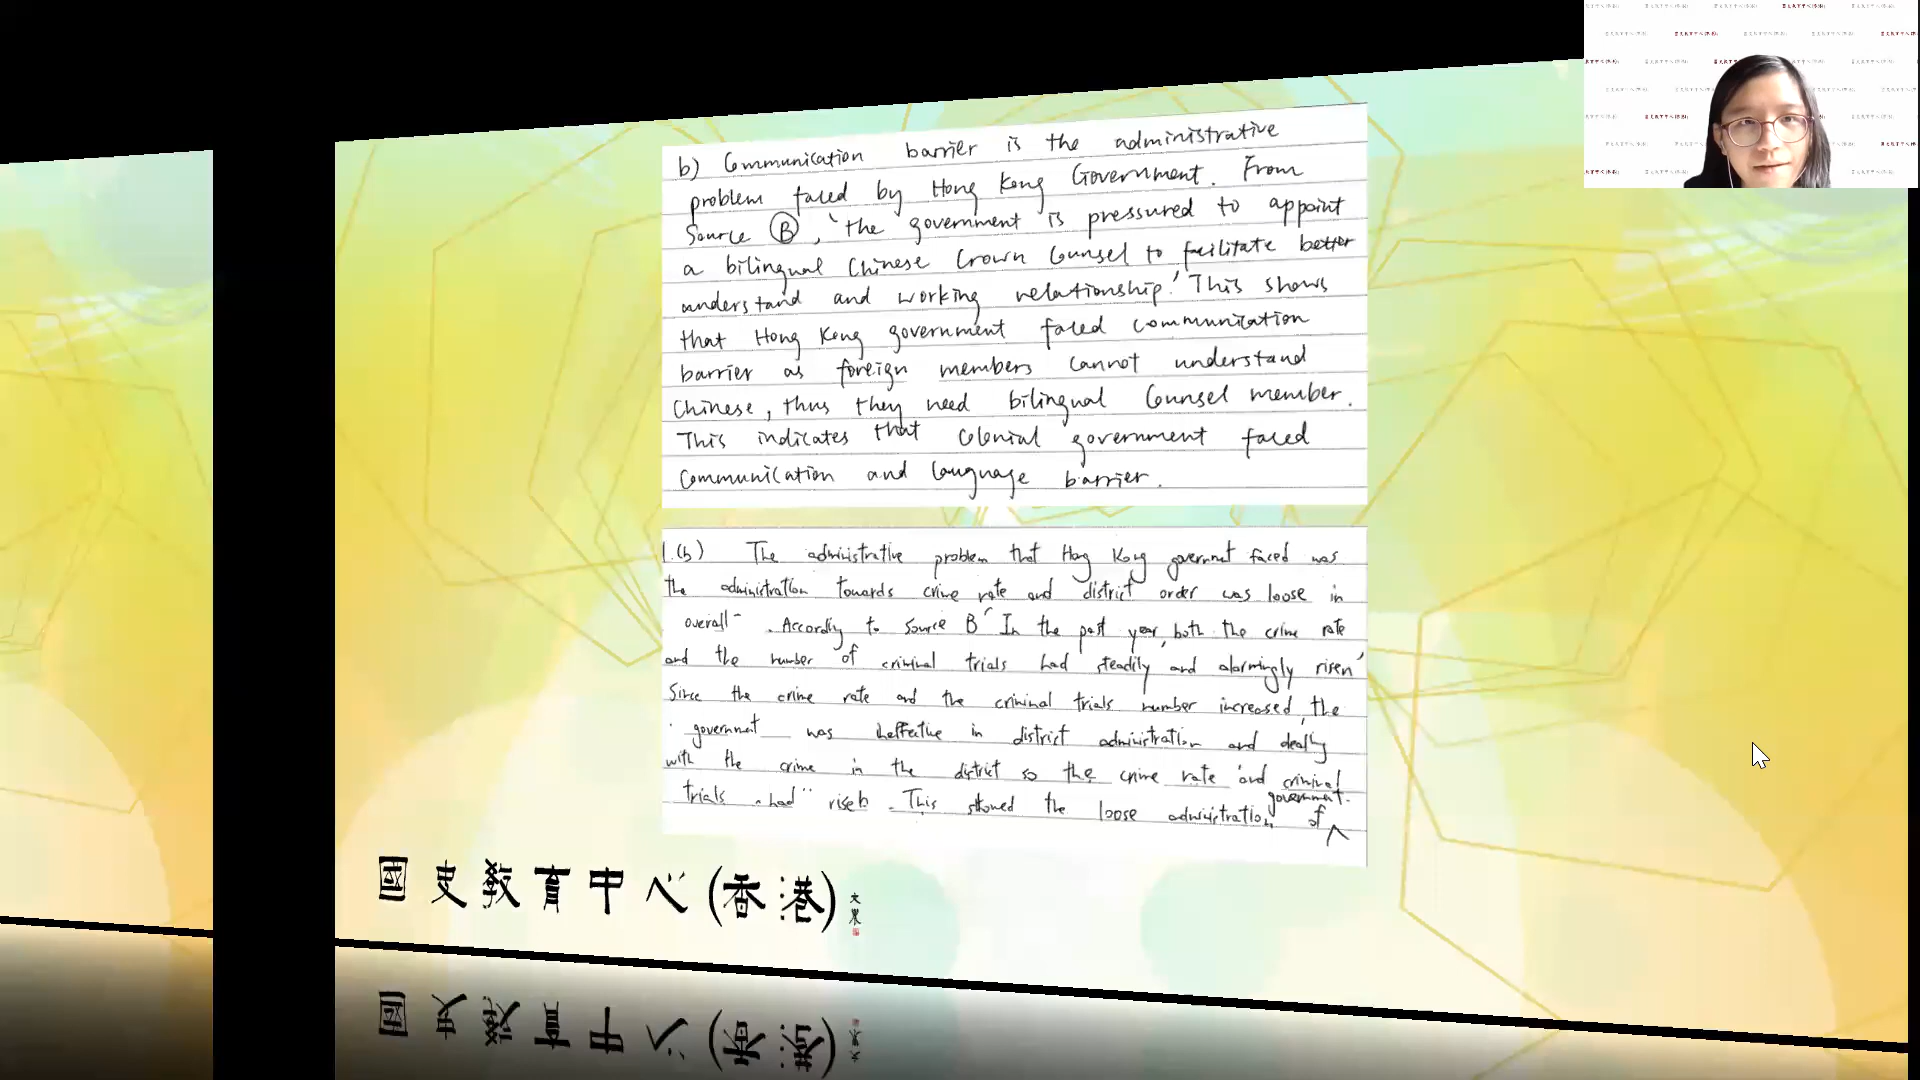 b) Communication barrier is the administrative
problem faced by Hong Kong Government. From
Source B, 'the government is pressured to appoint
a bilingual Chinese Crown Counsel to facilitate better
understand and working relationship.' This shows
that Hong Kong government faced communication
barrier as foreign members cannot understand
Chinese, thus they need bilingual Counsel member.
This indicates that colonial government faced
communication and language barrier.
1.(b) The administrative problem that Hong Kong governmet faced was
the administration towards crime rate and district order was loose in
overall. According to Source B 'In the past year, both the crime rate
and the number of criminal trials had steadily and alarmingly risen'
Since the crime rate and the criminal trials number increased, the
government was ineffective in district administration and dealing
with the crime in the district so the crime rate and criminal
trials had risen. This showed the loose administration of government.
國史教育中心(香港)